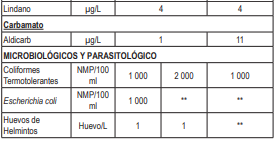 Lindano µg/L 4 4
Carbamato
Aldicarb µg/L 1 11
MICROBIOLÓGICOS Y PARASITOLÓGICO
Coliformes Termotolerantes NMP/100 ml 1 000 2 000 1 000
Escherichia coli NMP/100 ml 1 000 ** **
Huevos de Helmintos Huevo/L 1 1 **